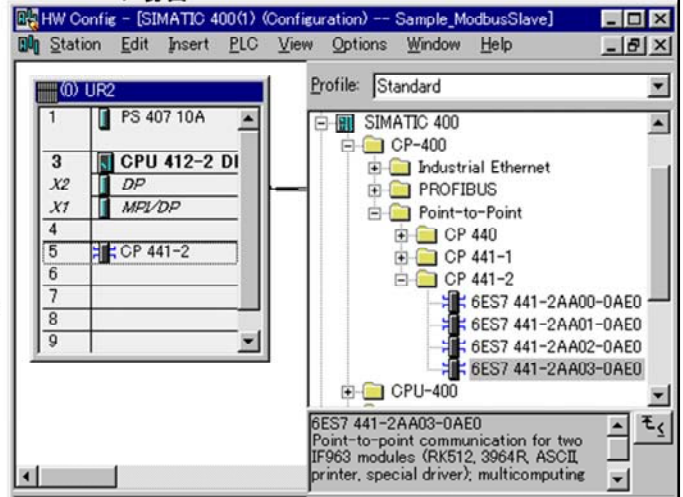 HW Config - [SIMATIC 400(1) (Configuration) -- Sample_ModbusSlave]
Station Edit Insert PLC View Options Window Help
(0) UR2
1 PS 407 10A
3 CPU 412-2 DI
X2 DP
X1 MPI/DP
4
5 CP 441-2
6
7
8
9
Profile: Standard
SIMATIC 400
CP-400
Industrial Ethernet
PROFIBUS
Point-to-Point
CP 440
CP 441-1
CP 441-2
6ES7 441-2AA00-0AE0
6ES7 441-2AA01-0AE0
6ES7 441-2AA02-0AE0
6ES7 441-2AA03-0AE0
CPU-400
6ES7 441-2AA03-0AE0
Point-to-point communication for two
IF963 modules (RK512, 3964R, ASCII,
printer, special driver); multicomputing